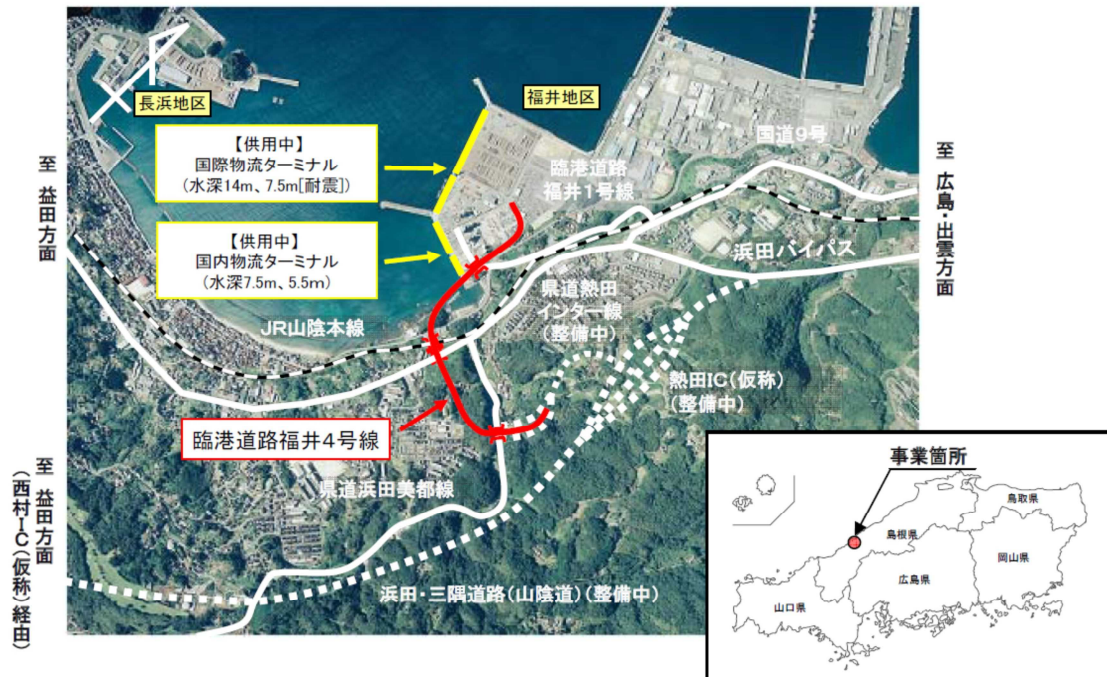 長浜地区
福井地区
国道9号
【供用中】
国際物流ターミナル
(水深14m、7.5m[耐震])
臨港道路
福井1号線
至 益田方面
至 広島・出雲方面
【供用中】
国内物流ターミナル
(水深7.5m、5.5m)
浜田バイパス
県道熱田
インター線
(整備中)
JR山陰本線
熱田IC(仮称)
(整備中)
臨港道路福井4号線
県道浜田美都線
至 益田方面
(西村IC(仮称)経由)
浜田・三隅道路(山陰道)(整備中)
事業箇所
鳥取県
島根県
岡山県
広島県
山口県